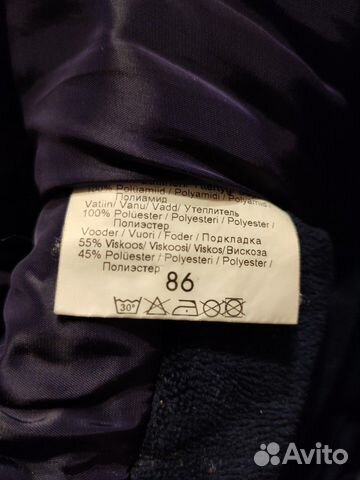 100% Polüamiid / Polyamidi / Polyamid /
Полиамид
Vatiin/ Vanu/ Vadd/ Утеплитель
100% Polüester / Polyesteri / Polyester /
Полиэстер
Vooder / Vuori / Foder / Подкладка
55% Viskoos / Viskoosi / Viskos/ Вискоза
45% Polüester / Polyesteri / Polyester /
Полиэстер
86
30°
Avito